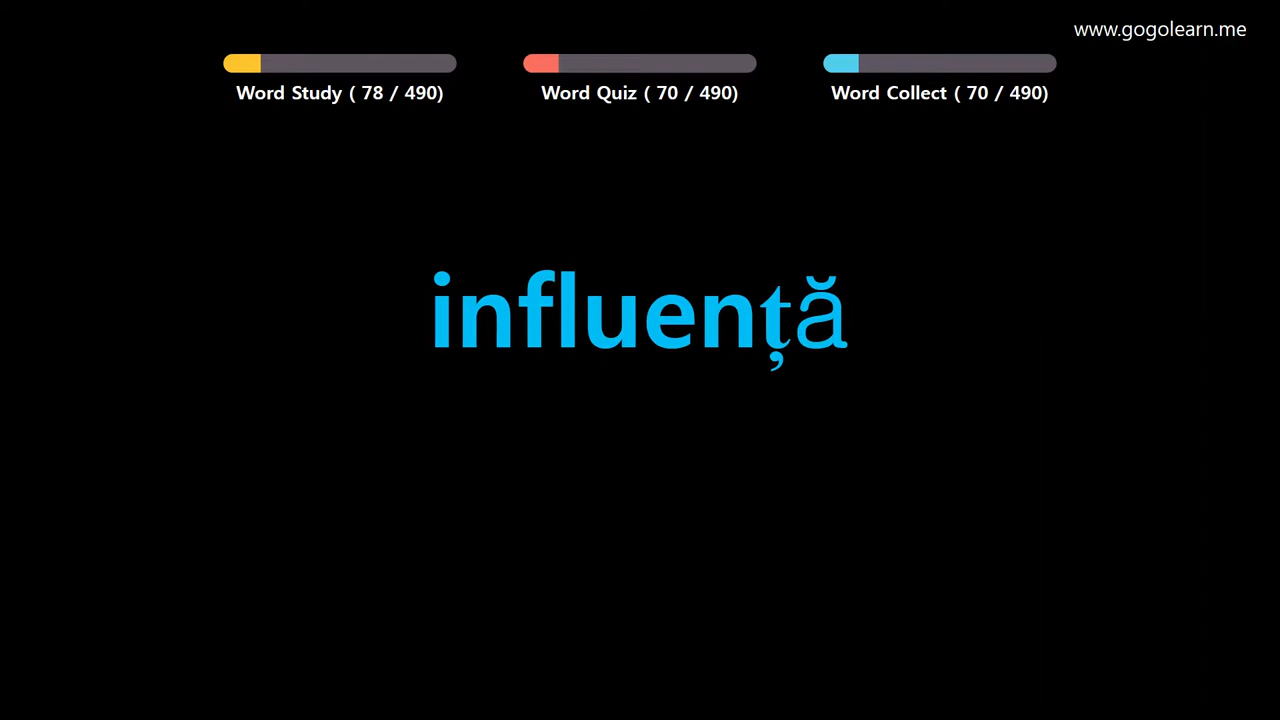 www.gogolearn.me
Word Study ( 78 / 490)
Word Quiz ( 70 / 490)
Word Collect ( 70 / 490)
influență